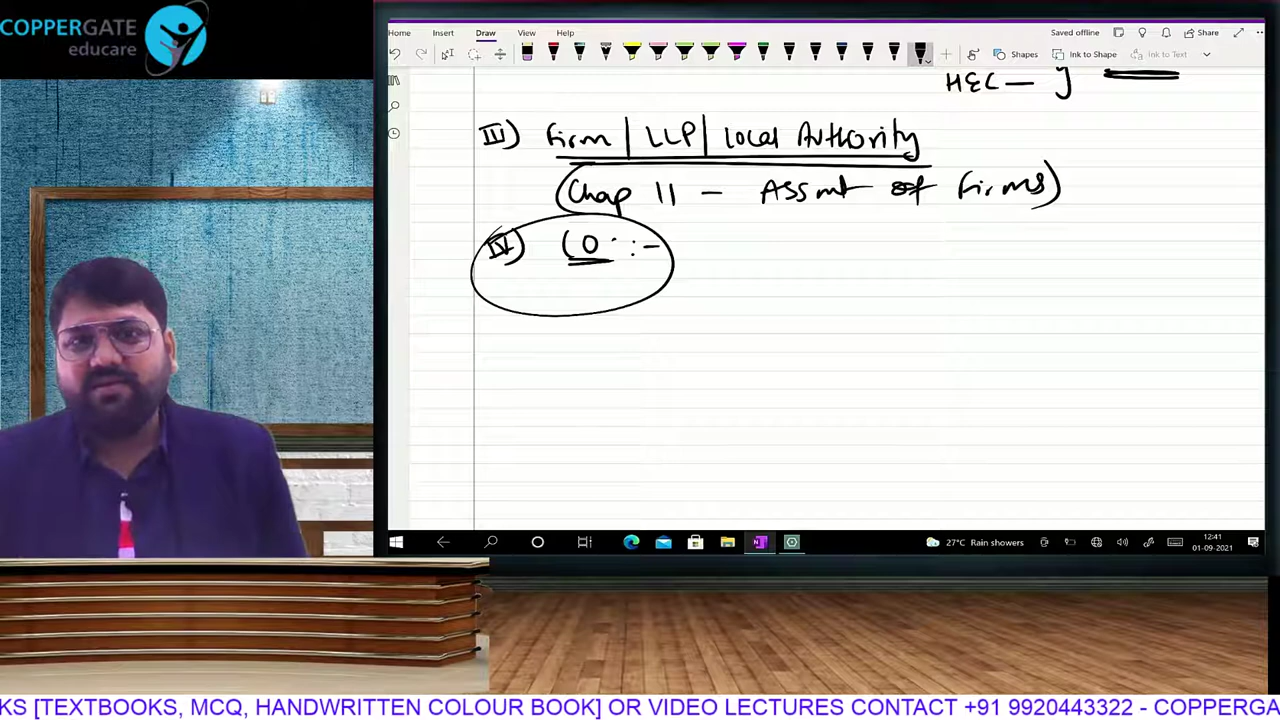 COPPERGATE
educare
Home Insert Draw View Help
Saved offline Share
Shapes Ink to Shape Ink to Text
HEC — }
III) Firm | LLP | Local Authority
(Chap 11 — Assmt of Firms)
IV) CO. :-
27°C Rain showers
12:41
01-09-2021
KS [TEXTBOOKS, MCQ, HANDWRITTEN COLOUR BOOK] OR VIDEO LECTURES CONTACT +91 9920443322 - COPPERGA